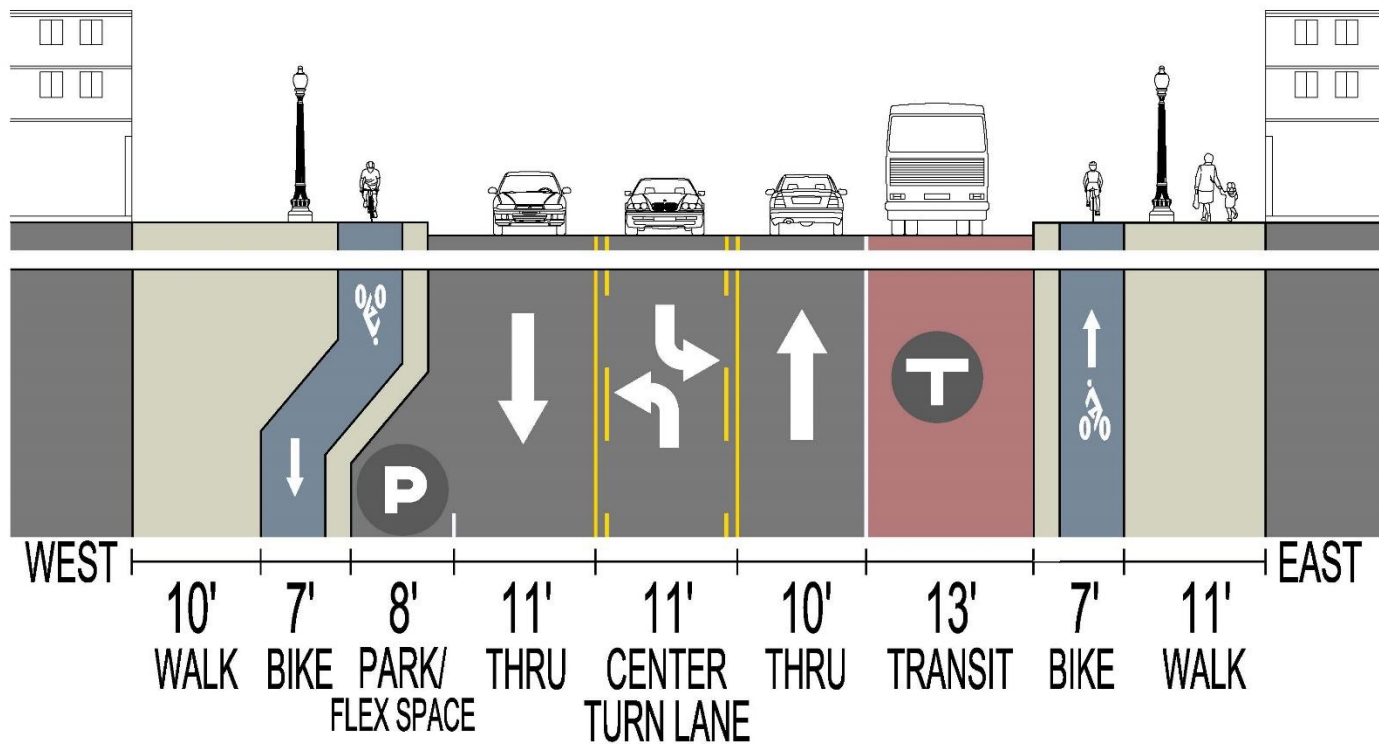 P
T
WEST
EAST
10' 7' 8' 11' 11' 10' 13' 7' 11'
WALK BIKE PARK/ THRU CENTER THRU TRANSIT BIKE WALK
FLEX SPACE TURN LANE